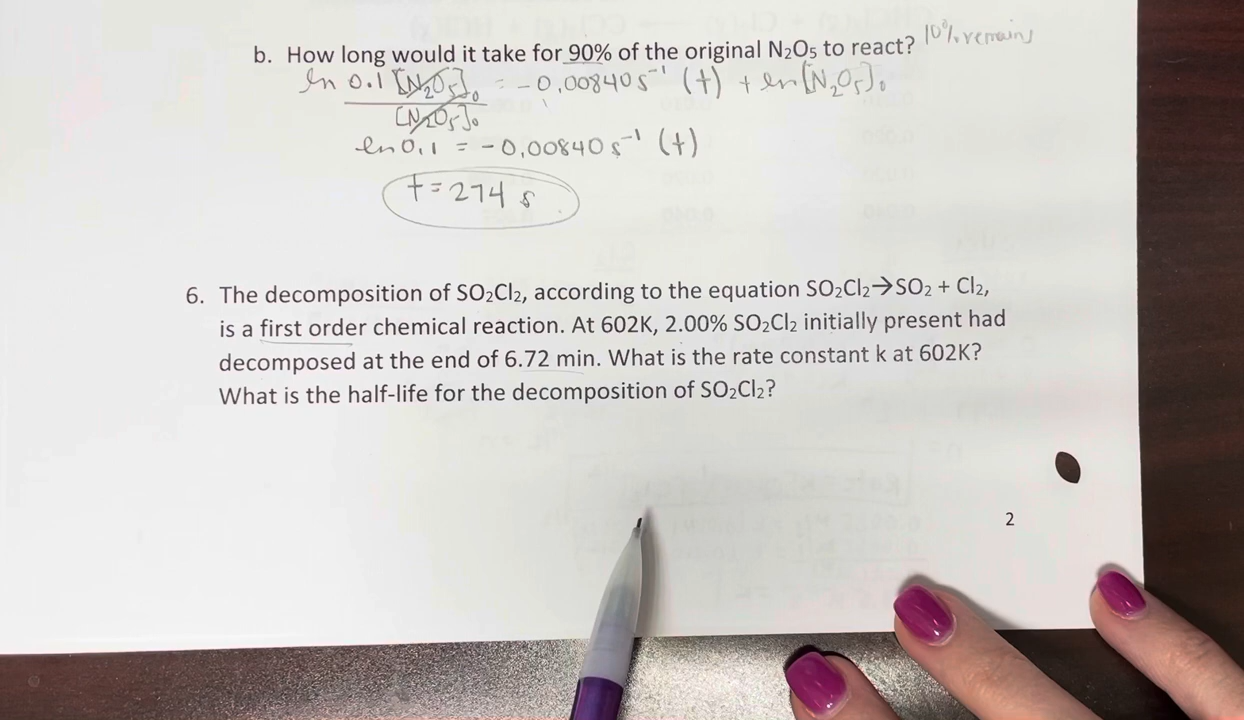 b. How long would it take for 90% of the original N₂O₅ to react? 10% remains
ln 0.1 [N₂O₅]₀ = -0.00840 s⁻¹ (t) + ln[N₂O₅]₀
[N₂O₅]₀
ln 0.1 = -0.00840 s⁻¹ (t)
t = 274 s
6. The decomposition of SO₂Cl₂, according to the equation SO₂Cl₂→SO₂ + Cl₂,
is a first order chemical reaction. At 602K, 2.00% SO₂Cl₂ initially present had
decomposed at the end of 6.72 min. What is the rate constant k at 602K?
What is the half-life for the decomposition of SO₂Cl₂?
2